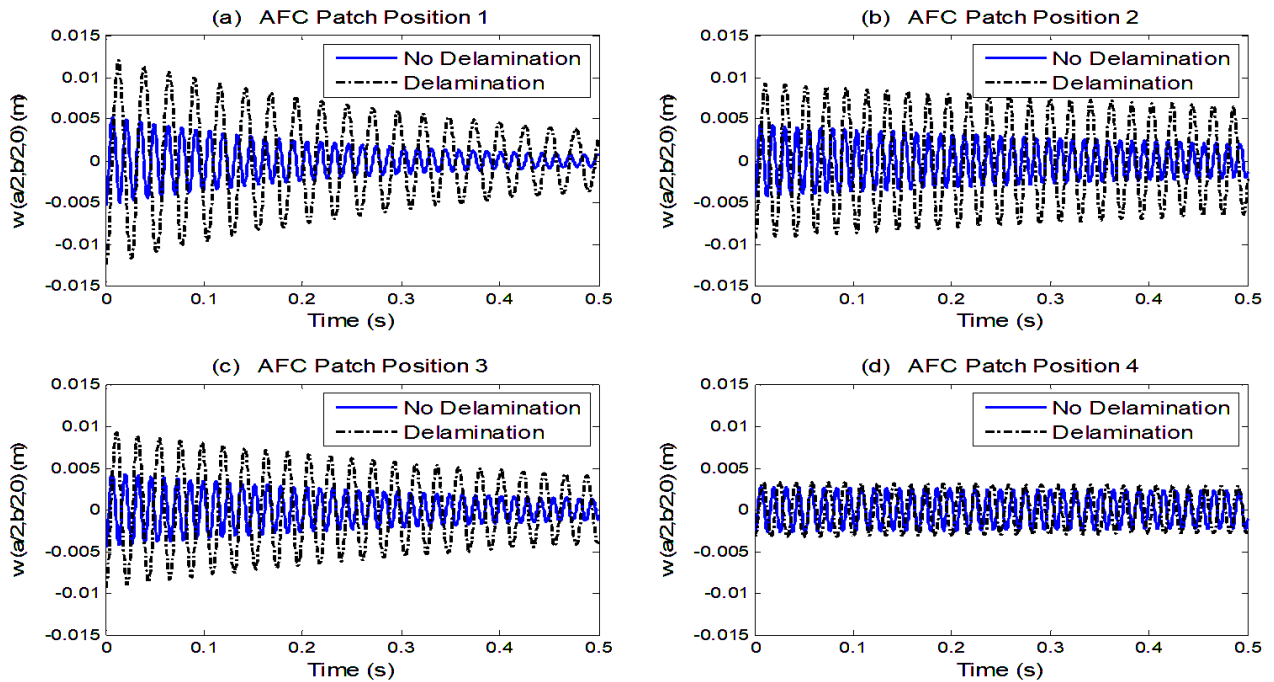 (a) AFC Patch Position 1
0.015
0.01
0.005
0
-0.005
-0.01
-0.015
w(a/2,b/2,0) (m)
No Delamination
Delamination
0 0.1 0.2 0.3 0.4 0.5
Time (s)
(b) AFC Patch Position 2
0.015
0.01
0.005
0
-0.005
-0.01
-0.015
w(a/2,b/2,0) (m)
No Delamination
Delamination
0 0.1 0.2 0.3 0.4 0.5
Time (s)
(c) AFC Patch Position 3
0.015
0.01
0.005
0
-0.005
-0.01
-0.015
w(a/2,b/2,0) (m)
No Delamination
Delamination
0 0.1 0.2 0.3 0.4 0.5
Time (s)
(d) AFC Patch Position 4
0.015
0.01
0.005
0
-0.005
-0.01
-0.015
w(a/2,b/2,0) (m)
No Delamination
Delamination
0 0.1 0.2 0.3 0.4 0.5
Time (s)